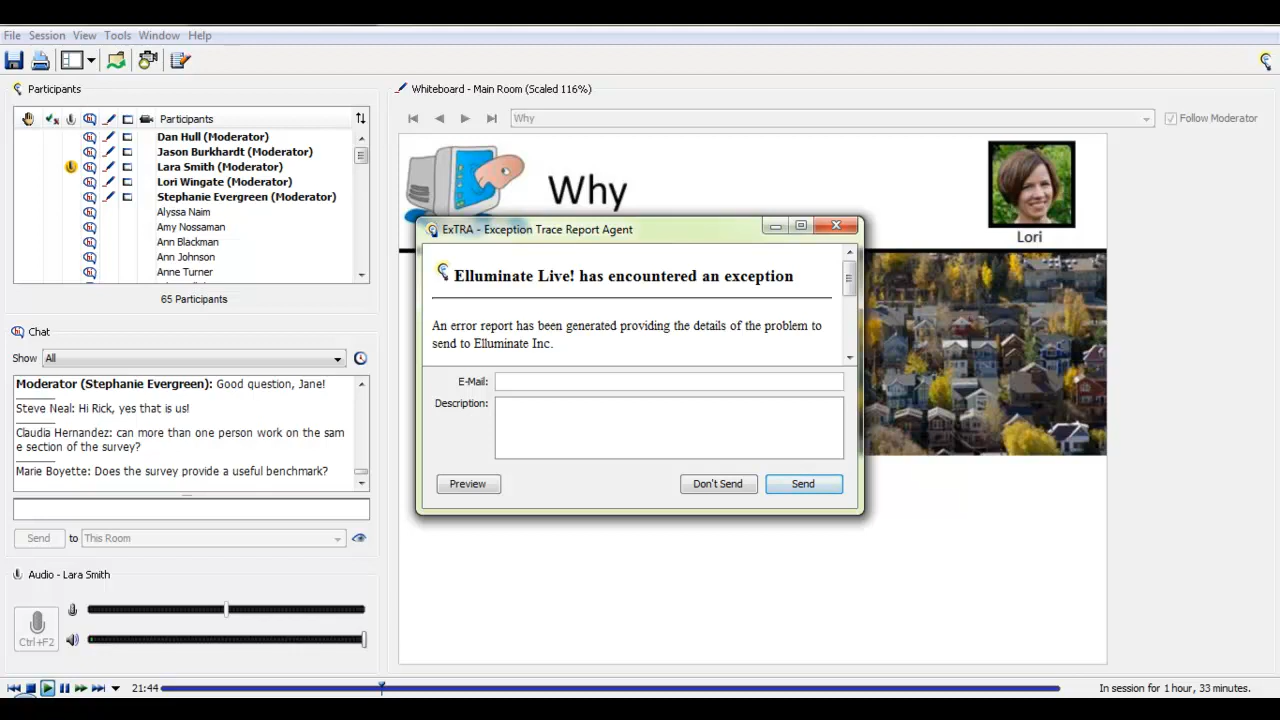 File Session View Tools Window Help
Participants
Participants
Dan Hull (Moderator)
Jason Burkhardt (Moderator)
Lara Smith (Moderator)
Lori Wingate (Moderator)
Stephanie Evergreen (Moderator)
Alyssa Naim
Amy Nossaman
Ann Blackman
Ann Johnson
Anne Turner
65 Participants
Chat
Show All
Moderator (Stephanie Evergreen): Good question, Jane!
Steve Neal: Hi Rick, yes that is us!
Claudia Hernandez: can more than one person work on the sam
e section of the survey?
Marie Boyette: Does the survey provide a useful benchmark?
Send to This Room
Audio - Lara Smith
Ctrl+F2
Whiteboard - Main Room (Scaled 116%)
Why Follow Moderator
Why
Lori
ExTRA - Exception Trace Report Agent
Elluminate Live! has encountered an exception
An error report has been generated providing the details of the problem to
send to Elluminate Inc.
E-Mail:
Description:
Preview Don't Send Send
21:44 In session for 1 hour, 33 minutes.